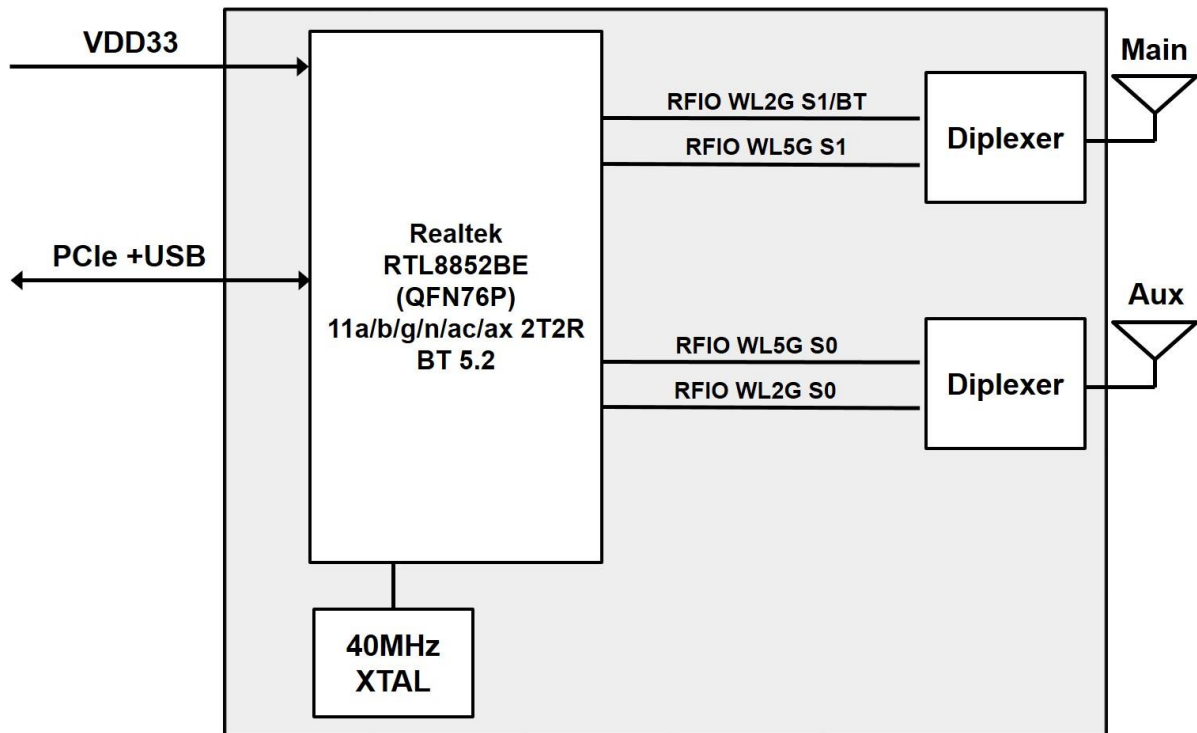 VDD33
PCIe +USB
Realtek
RTL8852BE
(QFN76P)
11a/b/g/n/ac/ax 2T2R
BT 5.2
40MHz
XTAL
RFIO WL2G S1/BT
RFIO WL5G S1
Diplexer
Main
RFIO WL5G S0
RFIO WL2G S0
Diplexer
Aux